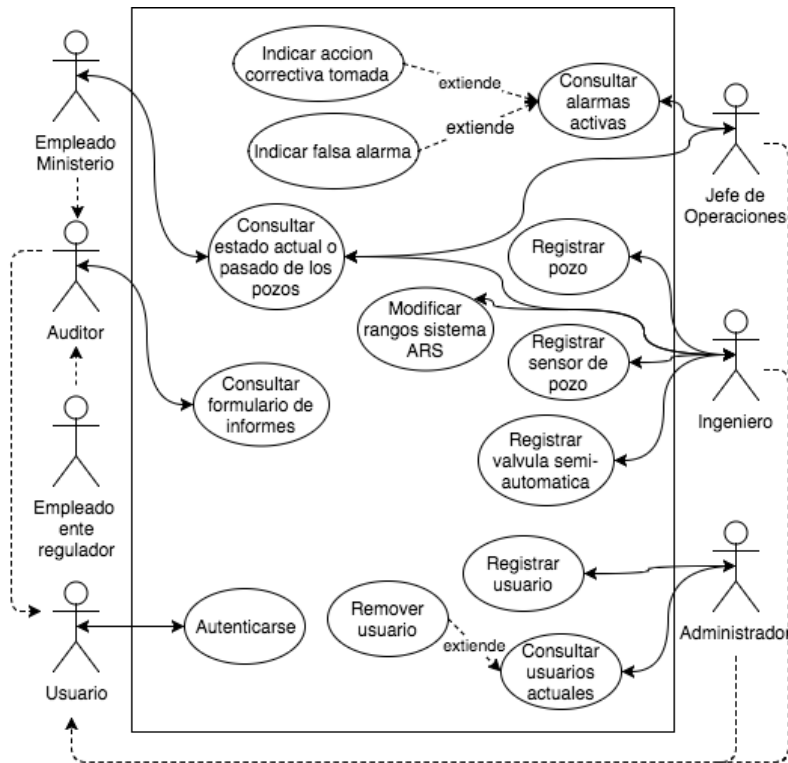 Indicar accion
correctiva tomada
extiende
Consultar
alarmas
activas
extiende
Indicar falsa alarma
Empleado
Ministerio
Jefe de
Operaciones
Consultar
estado actual o
pasado de los
pozos
Registrar
pozo
Modificar
rangos sistema
ARS
Auditor
Registrar
sensor de
pozo
Consultar
formulario de
informes
Ingeniero
Registrar
valvula semi-
automatica
Empleado
ente
regulador
Registrar
usuario
Remover
usuario
Autenticarse
extiende
Consultar
usuarios
actuales
Administrador
Usuario